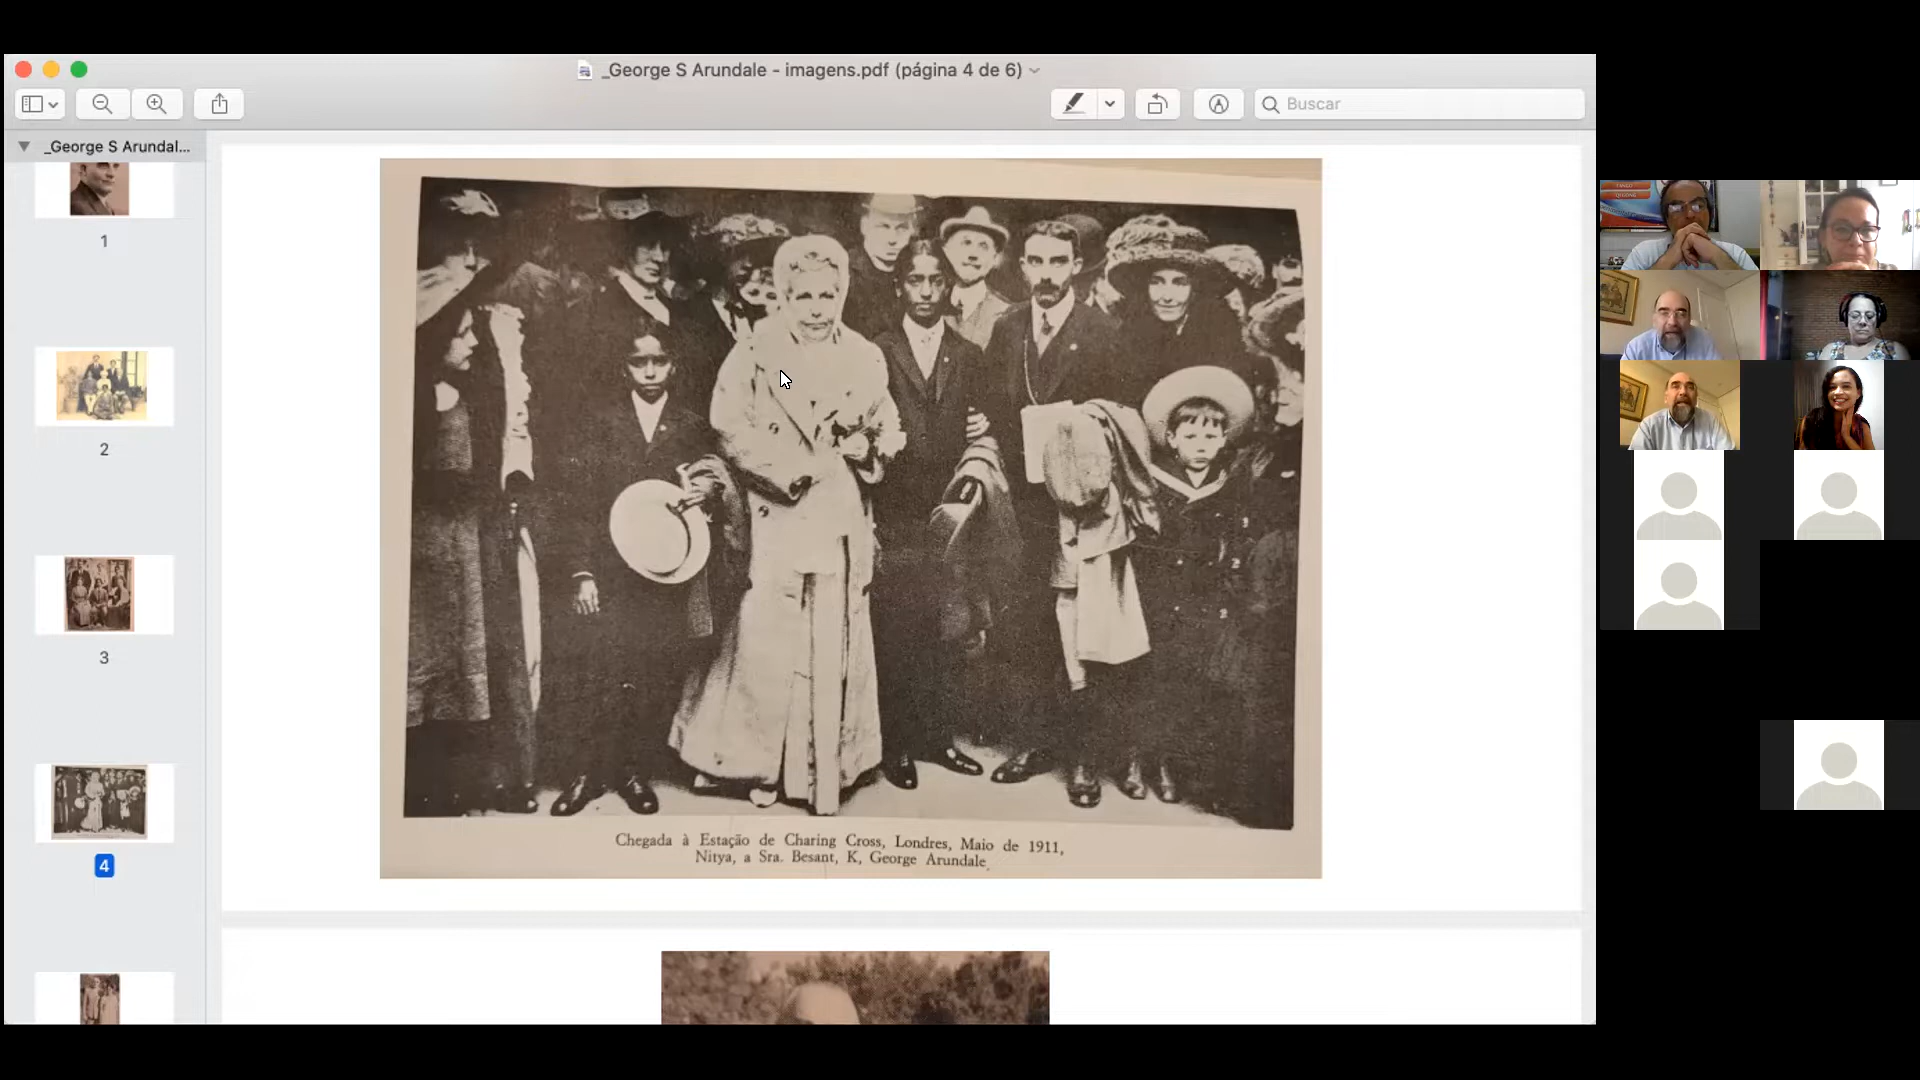 _George S Arundale - imagens.pdf (página 4 de 6)
Buscar
_George S Arundal...
1
2
3
4
Chegada à Estação de Charing Cross, Londres, Maio de 1911,
Nitya, a Sra. Besant, K, George Arundale